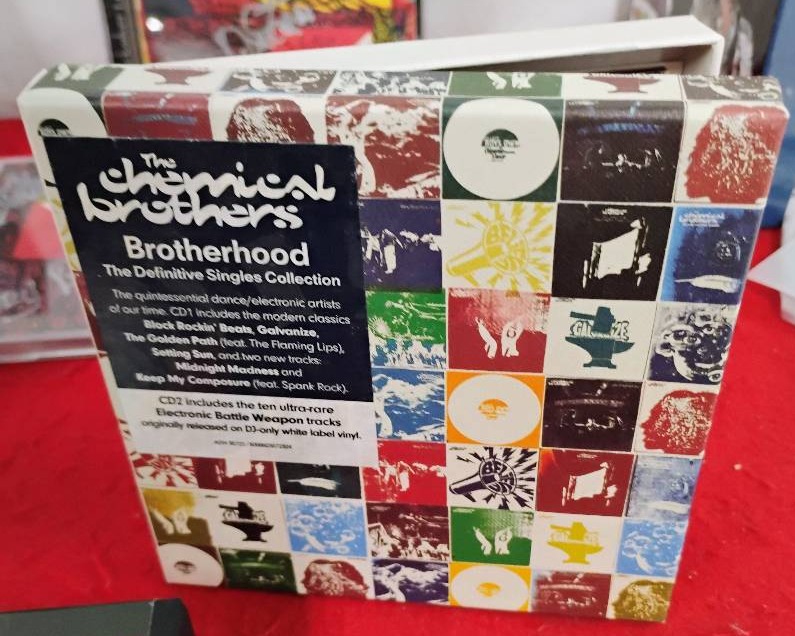 The
chemical
brothers
Brotherhood
The Definitive Singles Collection
The quintessential dance/electronic artists
of our time. CD1 includes the modern classics
Block Rockin' Beats, Galvanize,
The Golden Path (feat. The Flaming Lips),
Setting Sun, and two new tracks:
Midnight Madness and
Keep My Composure (feat. Spank Rock).
CD2 includes the ten ultra-rare
Electronic Battle Weapon tracks
originally released on DJ-only white label vinyl.
GALVANIZE